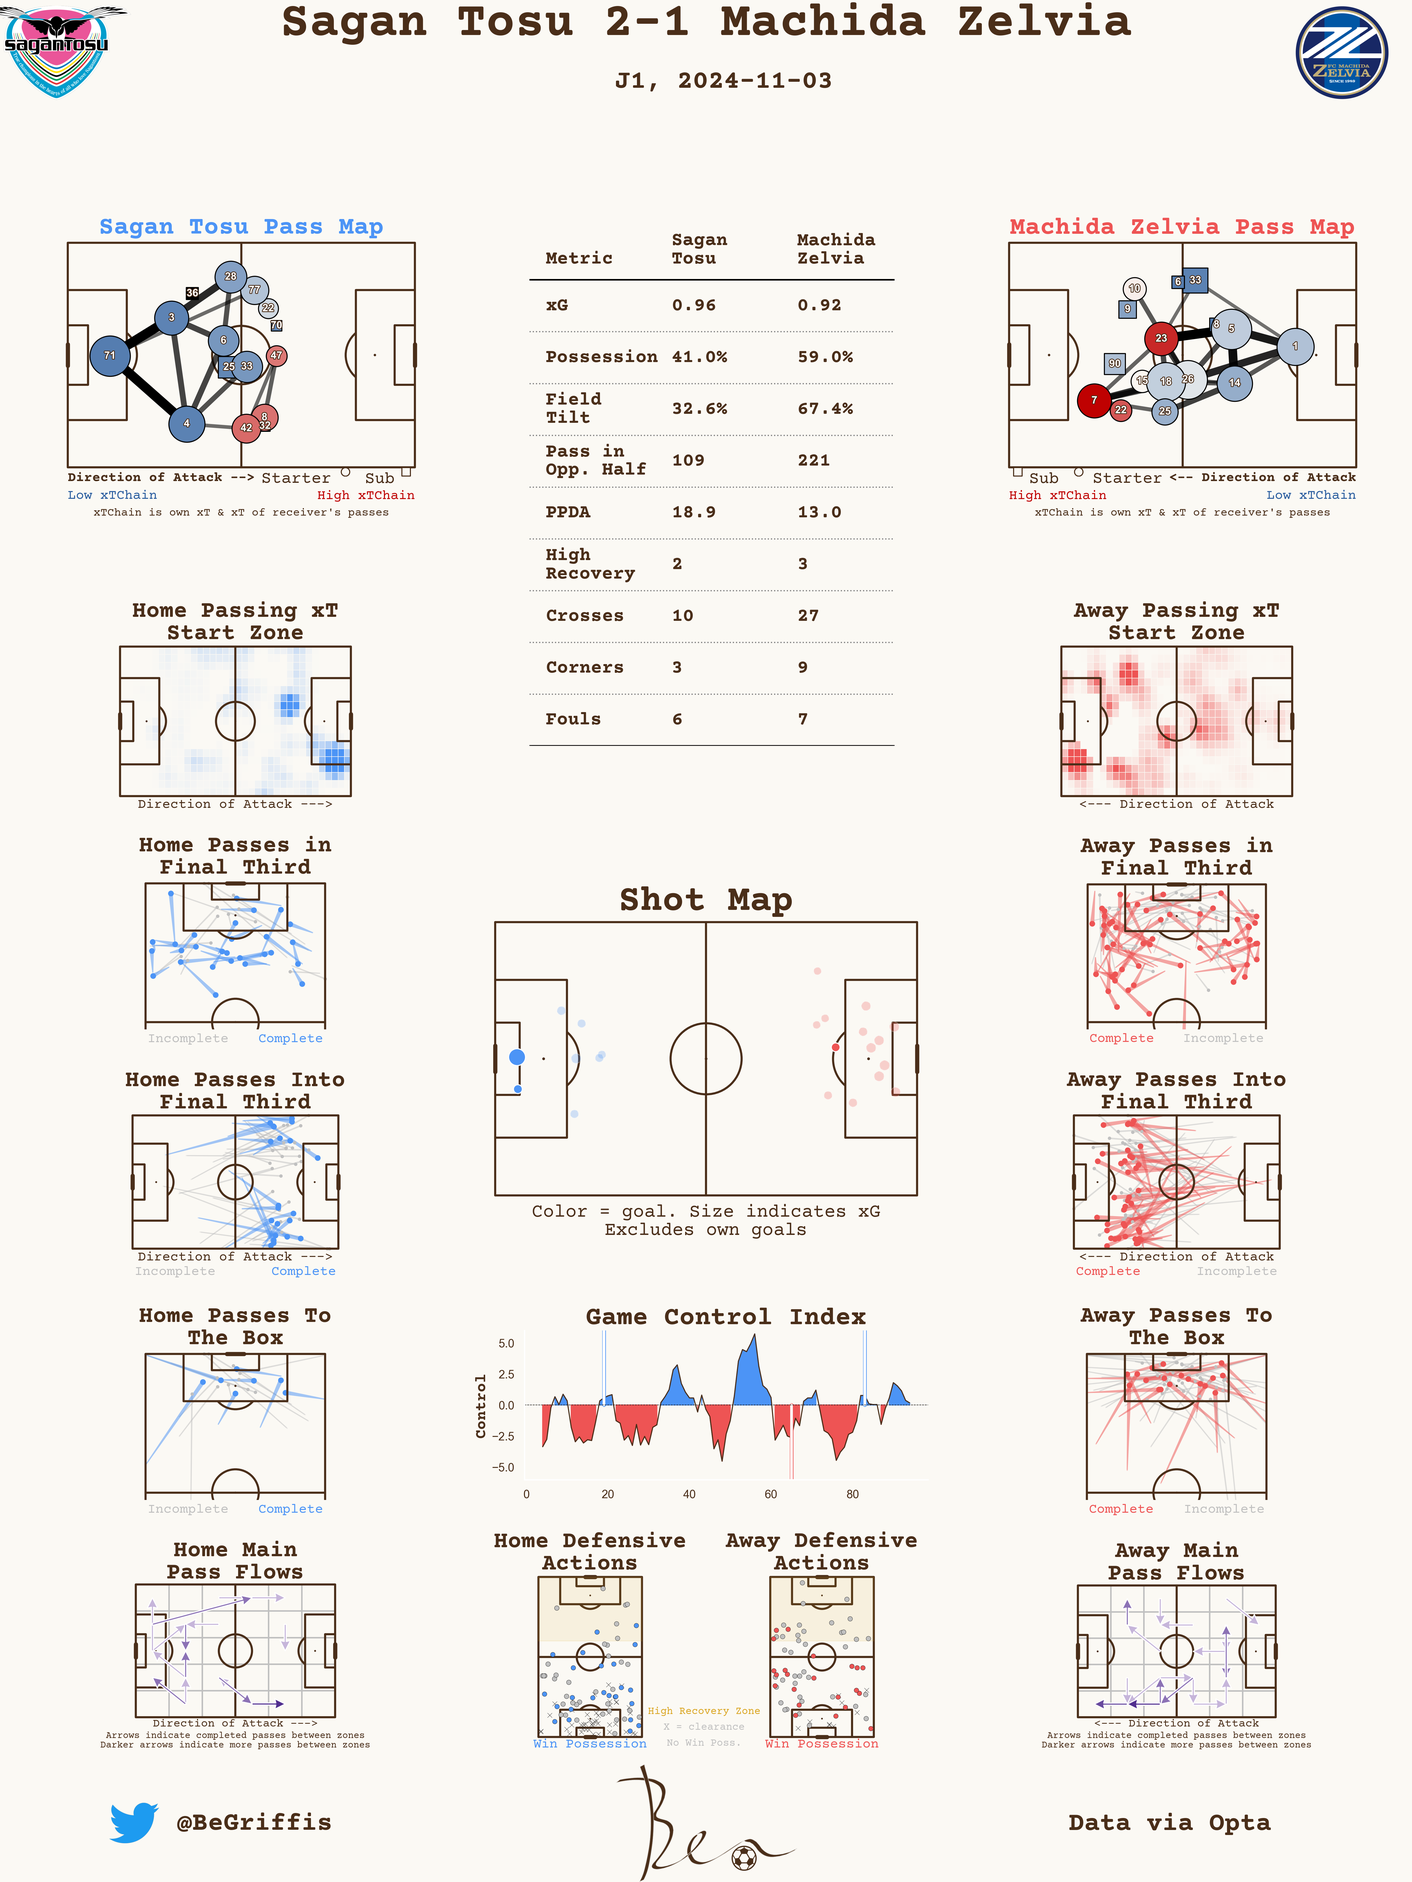 Sagan Tosu 2-1 Machida Zelvia
J1, 2024-11-03
saganTosu
FC MACHIDA
ZELVIA
SINCE 1989
Sagan Tosu Pass Map
36
28
77
22
70
3
6
71
25
33
47
4
42
8
32
Direction of Attack --> Starter Sub
Low xTChain High xTChain
xTChain is own xT & xT of receiver's passes
Metric Sagan Tosu Machida Zelvia
xG 0.96 0.92
Possession 41.0% 59.0%
Field Tilt 32.6% 67.4%
Pass in Opp. Half 109 221
PPDA 18.9 13.0
High Recovery 2 3
Crosses 10 27
Corners 3 9
Fouls 6 7
Machida Zelvia Pass Map
10
6
33
9
23
8
5
1
90
15
18
26
14
7
22
25
Sub Starter <-- Direction of Attack
High xTChain Low xTChain
xTChain is own xT & xT of receiver's passes
Home Passing xT
Start Zone
Direction of Attack --->
Away Passing xT
Start Zone
<--- Direction of Attack
Home Passes in
Final Third
Incomplete Complete
Away Passes in
Final Third
Complete Incomplete
Shot Map
Color = goal. Size indicates xG
Excludes own goals
Home Passes Into
Final Third
Direction of Attack --->
Incomplete Complete
Away Passes Into
Final Third
<--- Direction of Attack
Complete Incomplete
Home Passes To
The Box
Incomplete Complete
Game Control Index
Control
5.0
2.5
0.0
−2.5
−5.0
0 20 40 60 80
Away Passes To
The Box
Complete Incomplete
Home Main
Pass Flows
Direction of Attack --->
Arrows indicate completed passes between zones
Darker arrows indicate more passes between zones
Home Defensive
Actions
Win Possession
High Recovery Zone
X = clearance
No Win Poss.
Away Defensive
Actions
Win Possession
Away Main
Pass Flows
<--- Direction of Attack
Arrows indicate completed passes between zones
Darker arrows indicate more passes between zones
@BeGriffis
Ben
Data via Opta